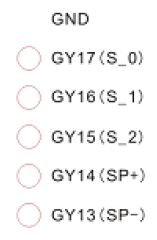 GND
GY17(S_0)
GY16(S_1)
GY15(S_2)
GY14(SP+)
GY13(SP-)